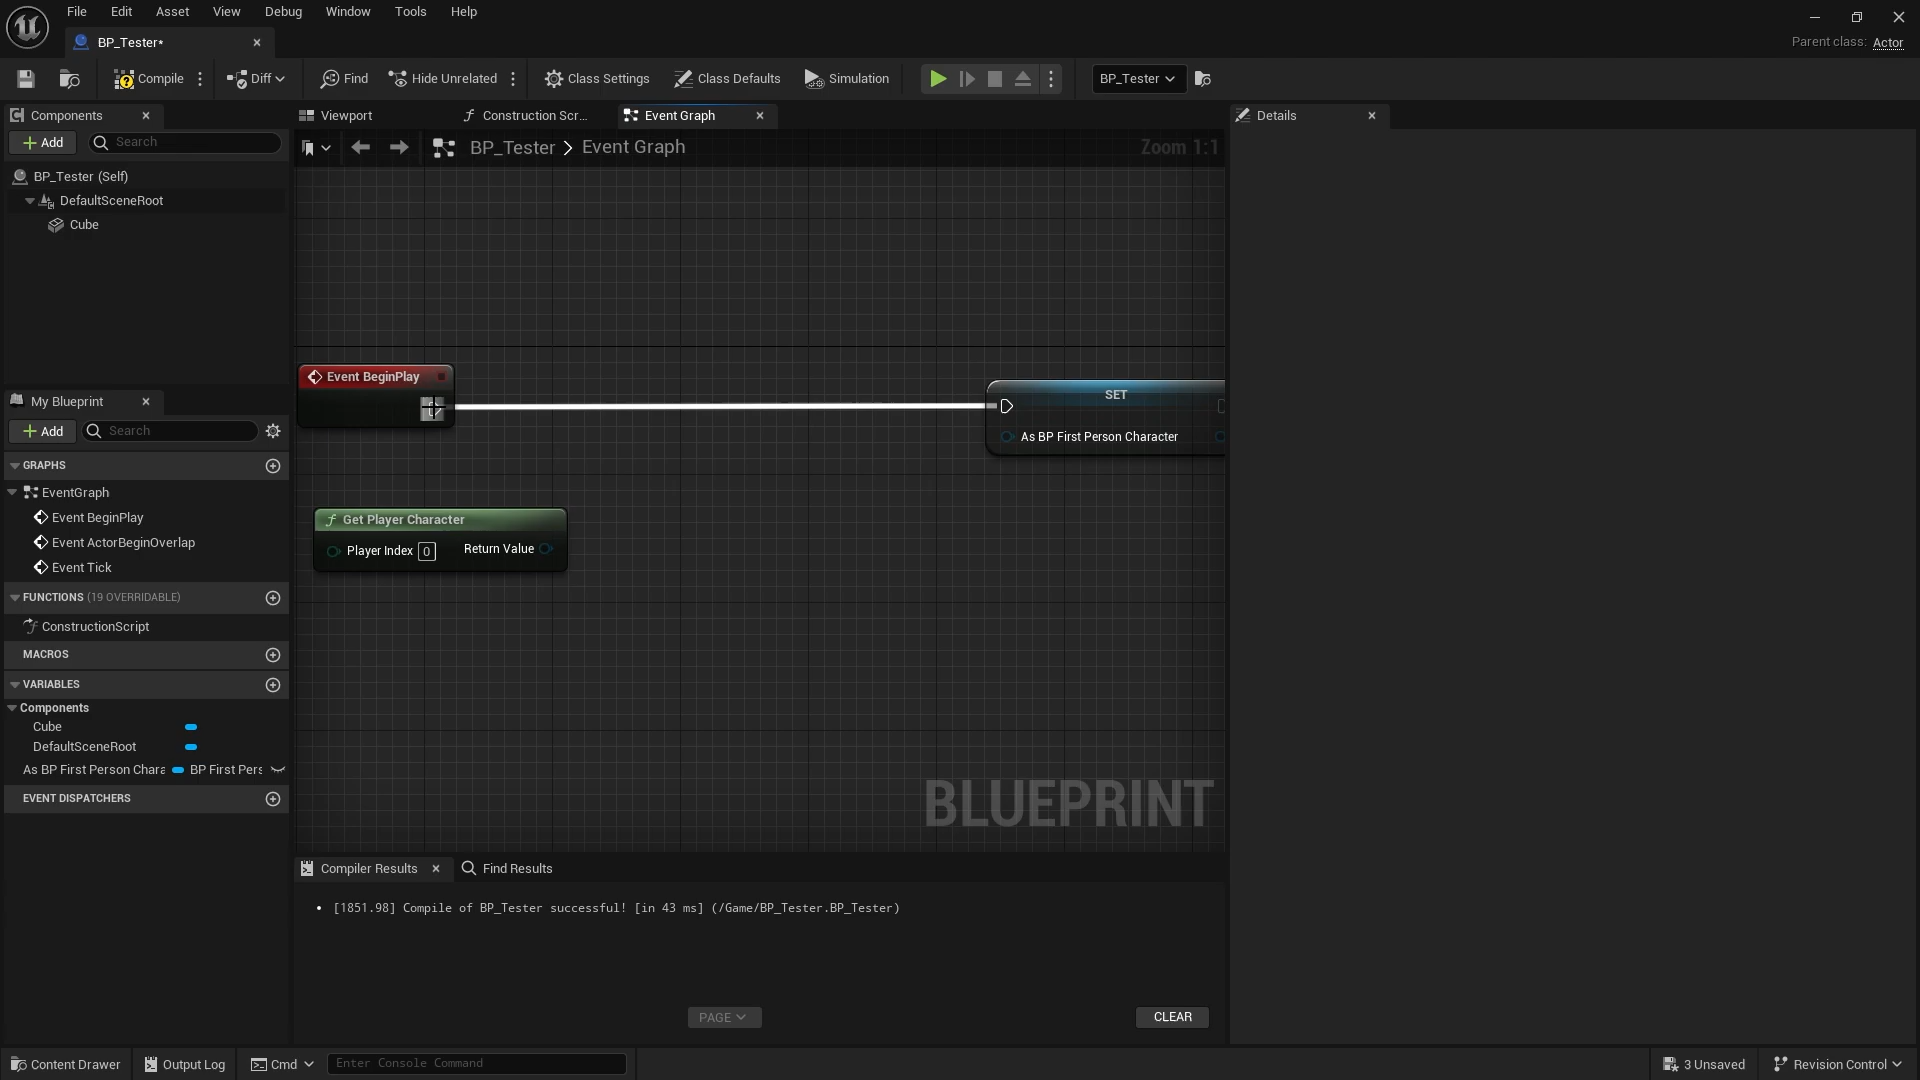 File Edit Asset View Debug Window Tools Help
BP_Tester*
Parent class: Actor
Compile Diff Find Hide Unrelated Class Settings Class Defaults Simulation BP_Tester
Components
Viewport Construction Scr... Event Graph
Details
Add Search
BP_Tester > Event Graph
Zoom 1:1
BP_Tester (Self)
DefaultSceneRoot
Cube
Event BeginPlay
SET
As BP First Person Character
My Blueprint
Add Search
GRAPHS
EventGraph
Event BeginPlay
Event ActorBeginOverlap
Event Tick
Get Player Character
Player Index 0 Return Value
FUNCTIONS (19 OVERRIDABLE)
ConstructionScript
MACROS
VARIABLES
Components
Cube
DefaultSceneRoot
As BP First Person Chara BP First Pers
EVENT DISPATCHERS
BLUEPRINT
Compiler Results Find Results
• [1851.98] Compile of BP_Tester successful! [in 43 ms] (/Game/BP_Tester.BP_Tester)
PAGE
CLEAR
Content Drawer Output Log Cmd Enter Console Command
3 Unsaved Revision Control